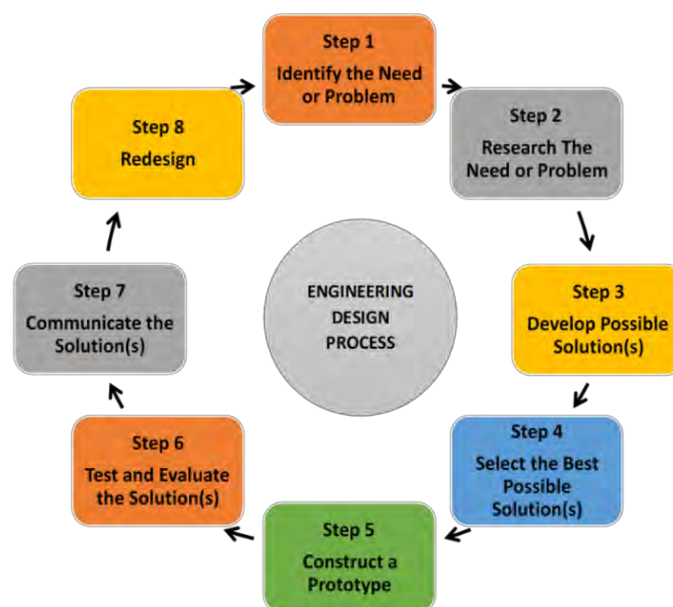 Step 1
Identify the Need
or Problem
Step 2
Research The
Need or Problem
Step 3
Develop Possible
Solution(s)
Step 4
Select the Best
Possible
Solution(s)
Step 5
Construct a
Prototype
Step 6
Test and Evaluate
the Solution(s)
Step 7
Communicate the
Solution(s)
Step 8
Redesign
ENGINEERING
DESIGN
PROCESS